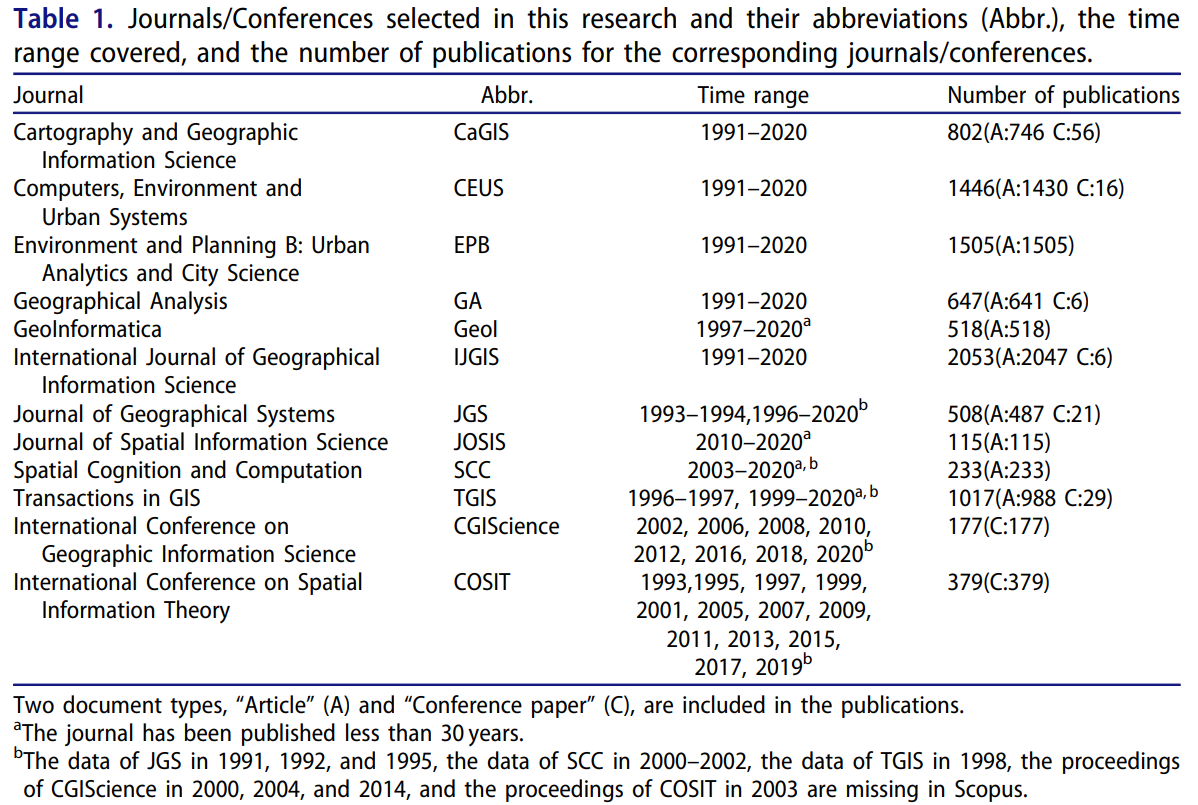 Table 1. Journals/Conferences selected in this research and their abbreviations (Abbr.), the time
range covered, and the number of publications for the corresponding journals/conferences.
Journal Abbr. Time range Number of publications
Cartography and Geographic CaGIS 1991–2020 802(A:746 C:56)
Information Science
Computers, Environment and CEUS 1991–2020 1446(A:1430 C:16)
Urban Systems
Environment and Planning B: Urban EPB 1991–2020 1505(A:1505)
Analytics and City Science
Geographical Analysis GA 1991–2020 647(A:641 C:6)
GeoInformatica GeoI 1997–2020a 518(A:518)
International Journal of Geographical IJGIS 1991–2020 2053(A:2047 C:6)
Information Science
Journal of Geographical Systems JGS 1993–1994,1996–2020b 508(A:487 C:21)
Journal of Spatial Information Science JOSIS 2010–2020a 115(A:115)
Spatial Cognition and Computation SCC 2003–2020a, b 233(A:233)
Transactions in GIS TGIS 1996–1997, 1999–2020a, b 1017(A:988 C:29)
International Conference on CGIScience 2002, 2006, 2008, 2010, 177(C:177)
Geographic Information Science 2012, 2016, 2018, 2020b
International Conference on Spatial COSIT 1993,1995, 1997, 1999, 379(C:379)
Information Theory 2001, 2005, 2007, 2009,
2011, 2013, 2015,
2017, 2019b
Two document types, “Article” (A) and “Conference paper” (C), are included in the publications.
aThe journal has been published less than 30 years.
bThe data of JGS in 1991, 1992, and 1995, the data of SCC in 2000–2002, the data of TGIS in 1998, the proceedings
of CGIScience in 2000, 2004, and 2014, and the proceedings of COSIT in 2003 are missing in Scopus.